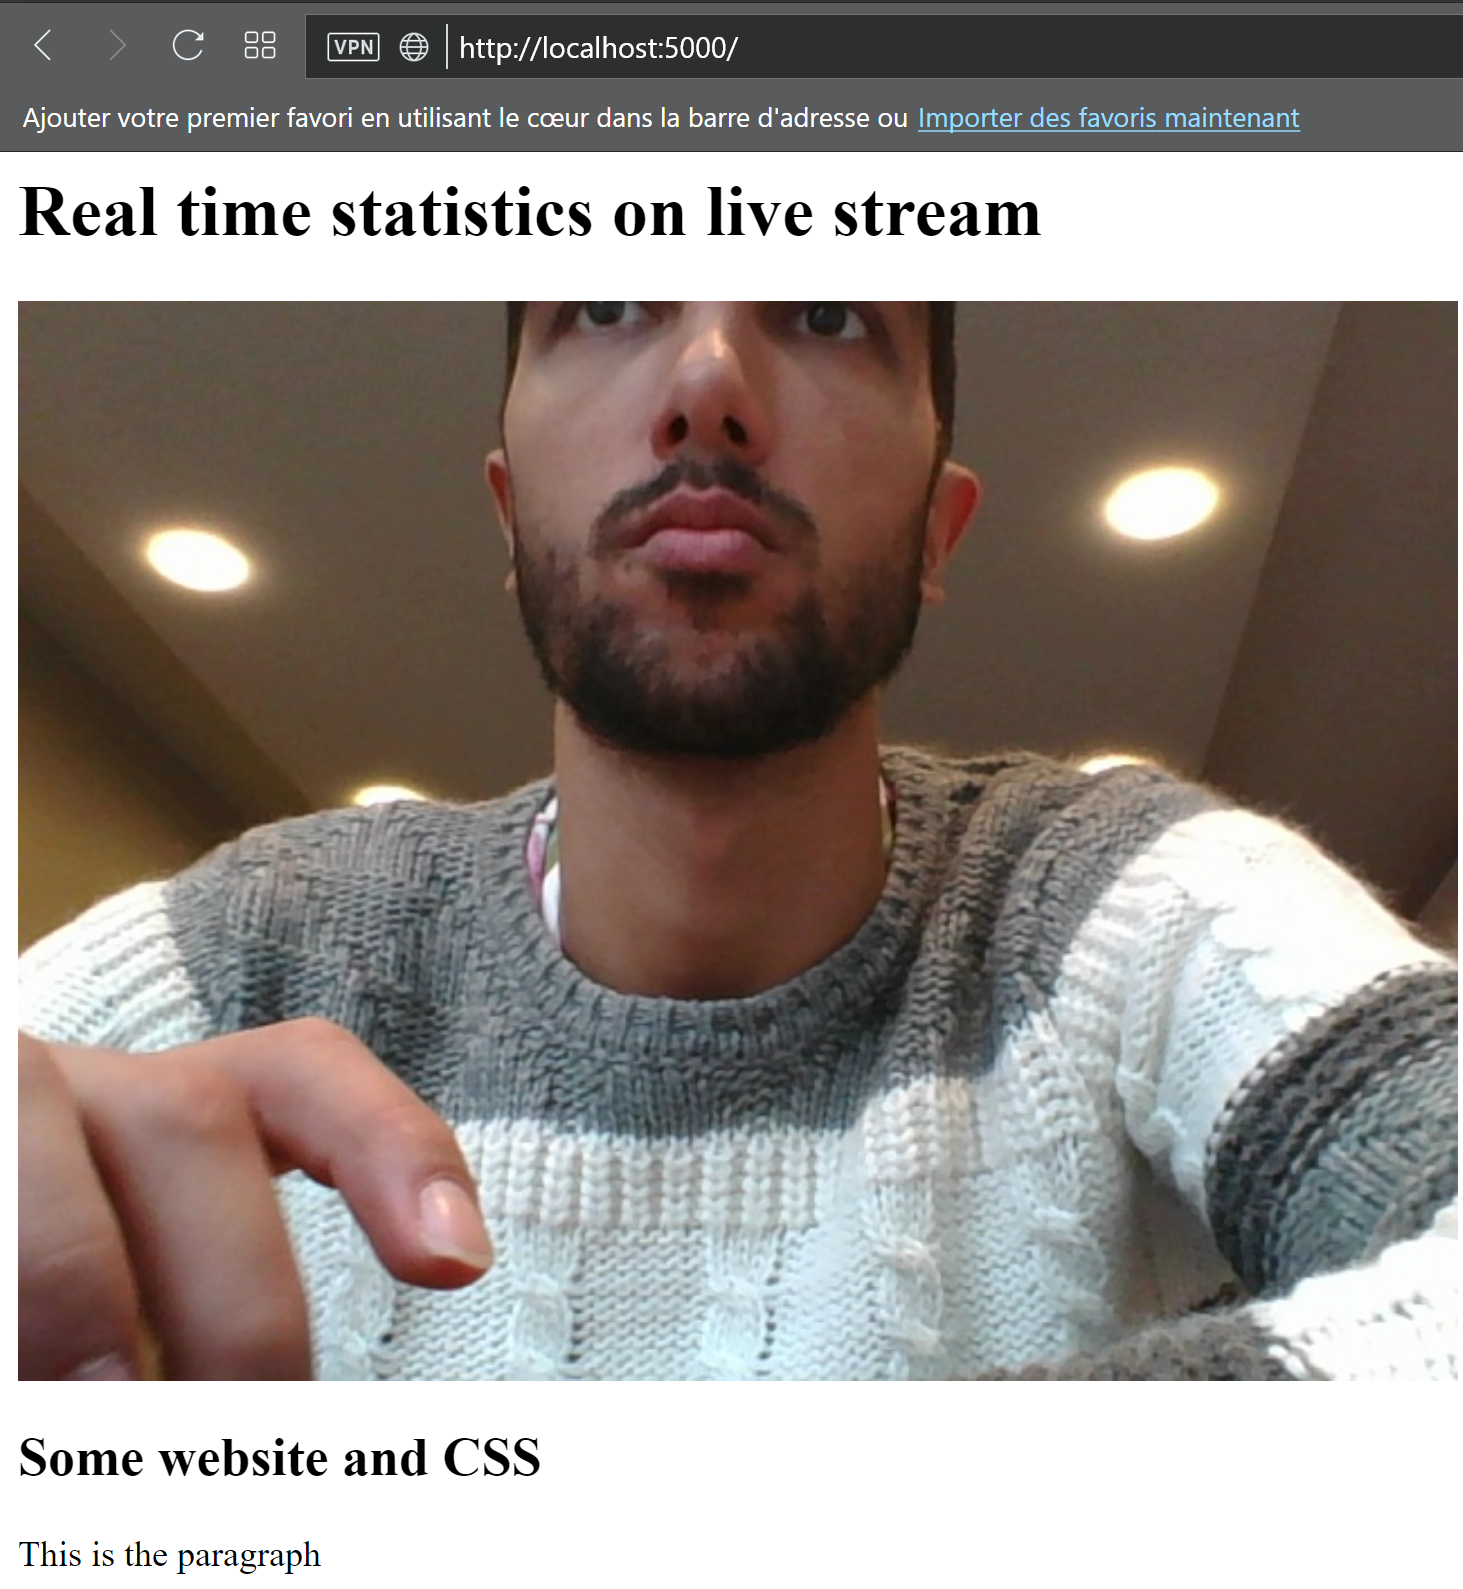 VPN http://localhost:5000/
Ajouter votre premier favori en utilisant le cœur dans la barre d'adresse ou Importer des favoris maintenant
Real time statistics on live stream
Some website and CSS
This is the paragraph